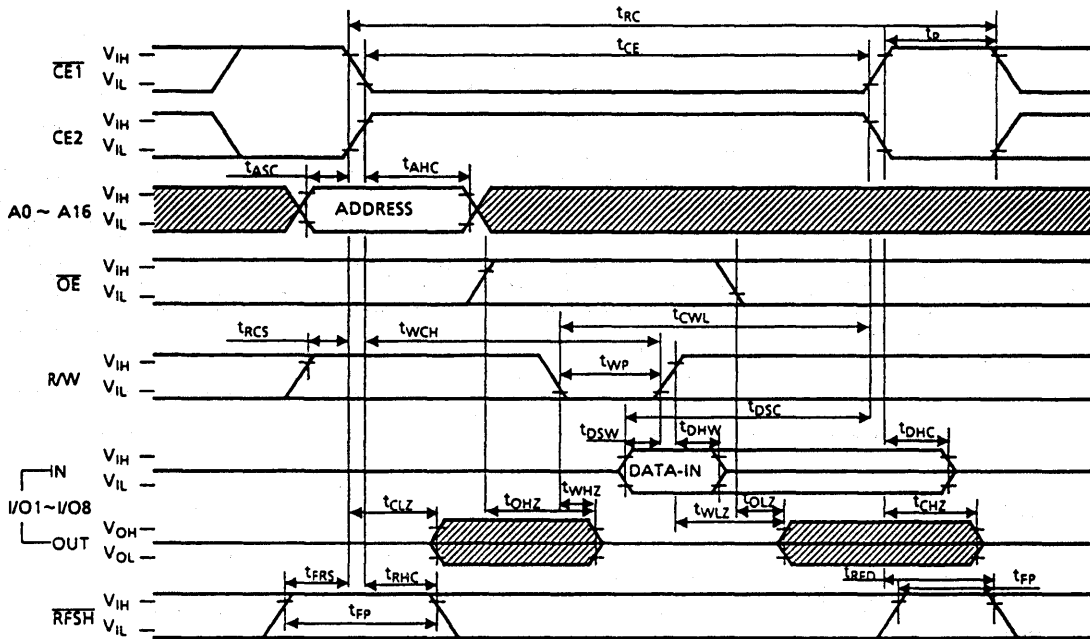 tRC
tP
tCE
CE1 VIH
VIL
CE2 VIH
VIL
tASC tAHC
A0 ~ A16 VIH
VIL
ADDRESS
OE VIH
VIL
tCWL
tRCS tWCH
tWP
R/W VIH
VIL
tDSC
tDSW tDHW tDHC
IN VIH
VIL
DATA-IN
I/O1~I/O8
tWHZ
tCLZ tOHZ tOLZ
tWLZ tCHZ
OUT VOH
VOL
tFRS tRHC tRFD tFP
tFP
RFSH VIH
VIL